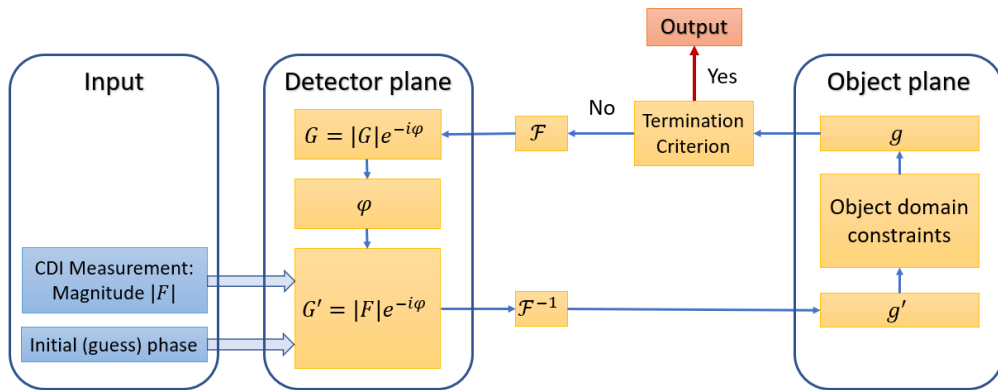 Output
Input
Detector plane
Object plane
Yes
No
G = |G|e^{-iφ}
ℱ
Termination
Criterion
g
φ
Object domain
constraints
CDI Measurement:
Magnitude |F|
G′ = |F|e^{-iφ}
ℱ^{-1}
g′
Initial (guess) phase